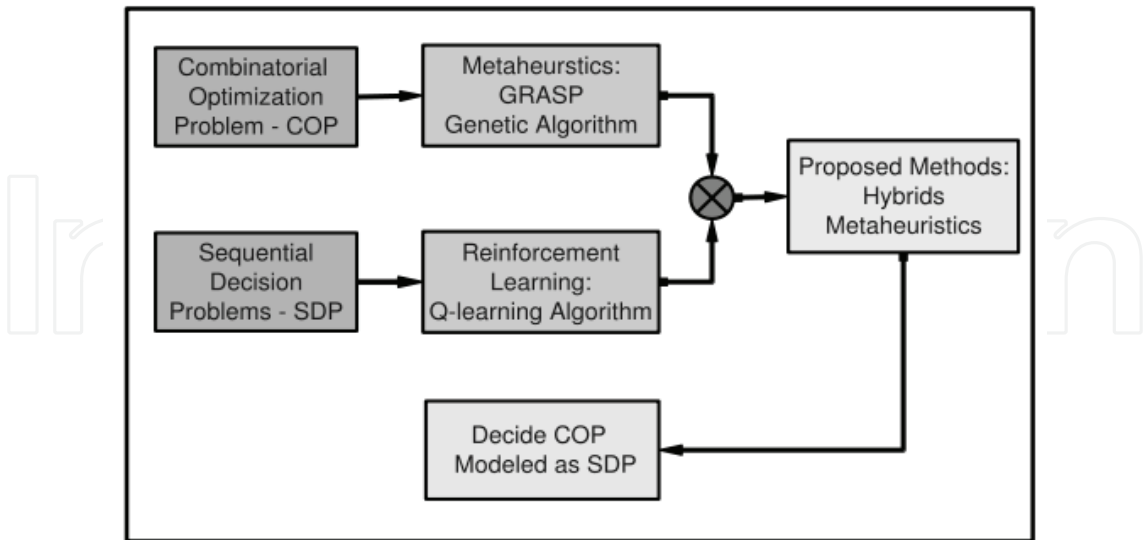 Combinatorial
Optimization
Problem - COP
Metaheurstics:
GRASP
Genetic Algorithm
Proposed Methods:
Hybrids
Metaheuristics
Sequential
Decision
Problems - SDP
Reinforcement
Learning:
Q-learning Algorithm
Decide COP
Modeled as SDP